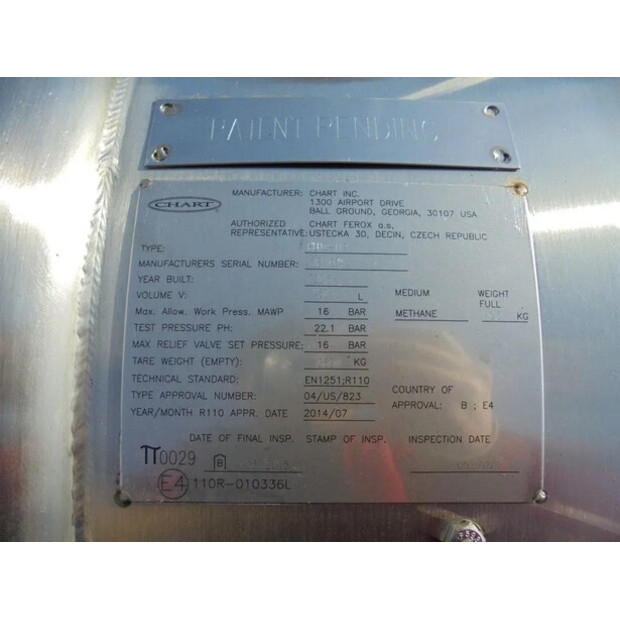 PATENT PENDING
CHART
MANUFACTURER: CHART INC.
1300 AIRPORT DRIVE
BALL GROUND, GEORGIA, 30107 USA
AUTHORIZED CHART FEROX a.s,
REPRESENTATIVE: USTECKA 30, DECIN, CZECH REPUBLIC
TYPE:
MANUFACTURERS SERIAL NUMBER:
YEAR BUILT:
VOLUME V: L MEDIUM WEIGHT FULL
Max. Allow. Work Press. MAWP 16 BAR METHANE KG
TEST PRESSURE PH: 22.1 BAR
MAX RELIEF VALVE SET PRESSURE: 16 BAR
TARE WEIGHT (EMPTY): KG
TECHNICAL STANDARD: EN1251;R110 COUNTRY OF
TYPE APPROVAL NUMBER: 04/US/823 APPROVAL: B ; E4
YEAR/MONTH R110 APPR. DATE 2014/07
DATE OF FINAL INSP. STAMP OF INSP. INSPECTION DATE
π0029 B
E4 110R-010336L